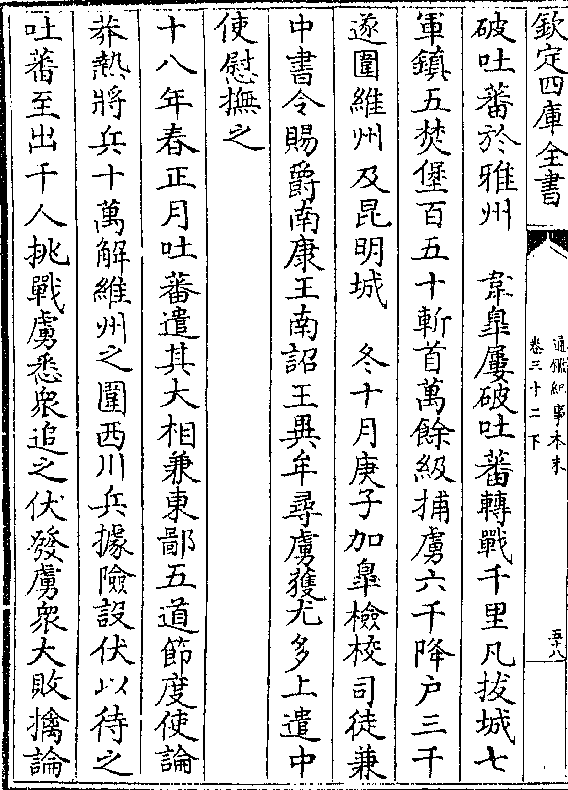 欽定四庫全書
通鑑紀事本末
卷三十二下
五十八
破吐蕃於雅州　韋臯屢破吐蕃轉戰千里凡拔城七
軍鎮五焚堡百五十斬首萬餘級捕虜六千降户三千
遂圍維州及昆明城　冬十月庚子加臯檢校司徒兼
中書令賜爵南康王南詔王異牟尋虜獲尤多上遣中
使慰撫之
十八年春正月吐蕃遣其大相兼東鄙五道節度使論
莽熱將兵十萬解維州之圍西川兵據險設伏以待之
吐蕃至出千人挑戰虜悉衆追之伏發虜衆大敗擒論